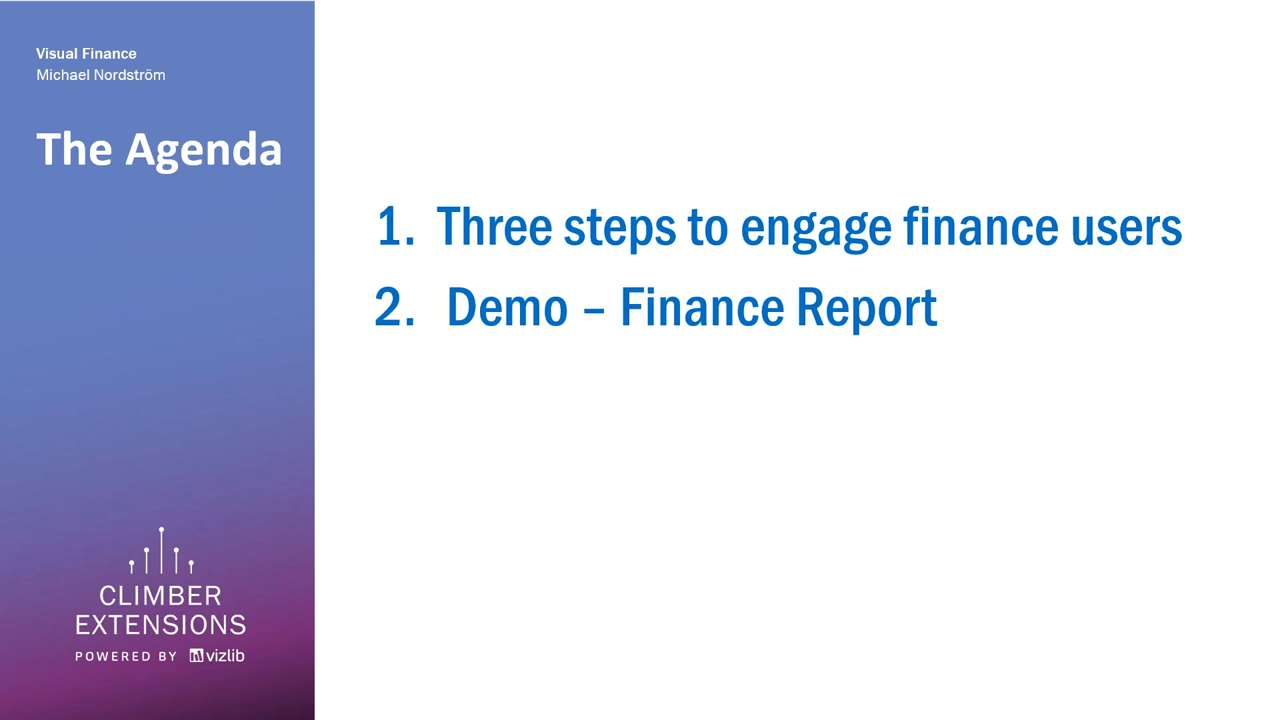 Visual Finance
Michael Nordström
The Agenda
1. Three steps to engage finance users
2. Demo – Finance Report
CLIMBER
EXTENSIONS
POWERED BY vizlib